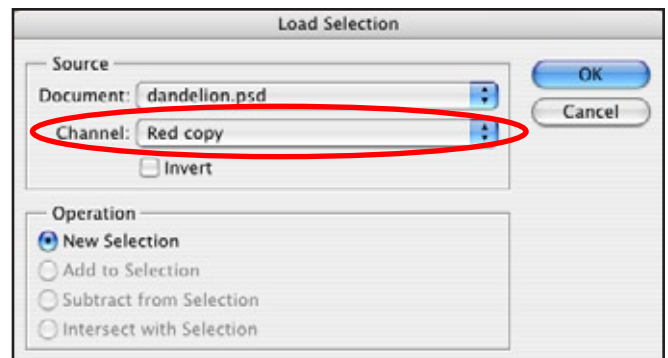 Load Selection
Source
Document: dandelion.psd
Channel: Red copy
Invert
OK
Cancel
Operation
New Selection
Add to Selection
Subtract from Selection
Intersect with Selection